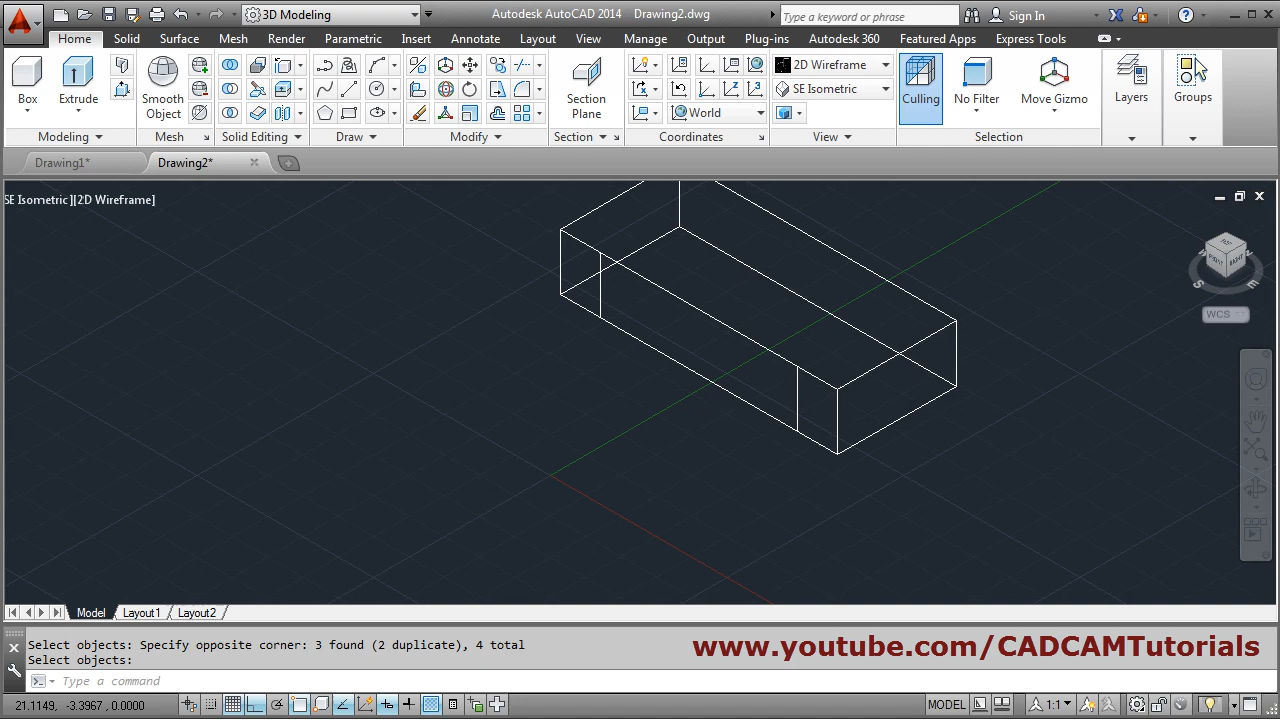 3D Modeling
Autodesk AutoCAD 2014 Drawing2.dwg
Type a keyword or phrase
Sign In
Home Solid Surface Mesh Render Parametric Insert Annotate Layout View Manage Output Plug-ins Autodesk 360 Featured Apps Express Tools
Box
Extrude
Smooth Object
Section Plane
World
2D Wireframe
SE Isometric
Culling
No Filter
Move Gizmo
Layers
Groups
Modeling Mesh Solid Editing Draw Modify Section Coordinates View Selection
Drawing1* Drawing2*
SE Isometric][2D Wireframe]
S E
WCS
Model Layout1 Layout2
Select objects: Specify opposite corner: 3 found (2 duplicate), 4 total
Select objects:
www.youtube.com/CADCAMTutorials
Type a command
21.1149, -3.3967 , 0.0000
MODEL
1:1